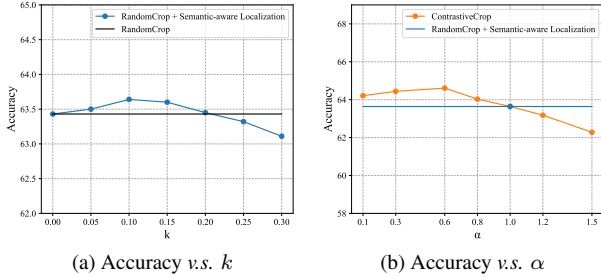 65.0
64.5
64.0
63.5
63.0
62.5
62.0
Accuracy
RandomCrop + Semantic-aware Localization
RandomCrop
0.00 0.05 0.10 0.15 0.20 0.25 0.30
k
(a) Accuracy v.s. k
66
64
62
60
58
Accuracy
ContrastiveCrop
RandomCrop + Semantic-aware Localization
0.1 0.3 0.6 0.8 1.0 1.2 1.5
α
(b) Accuracy v.s. α